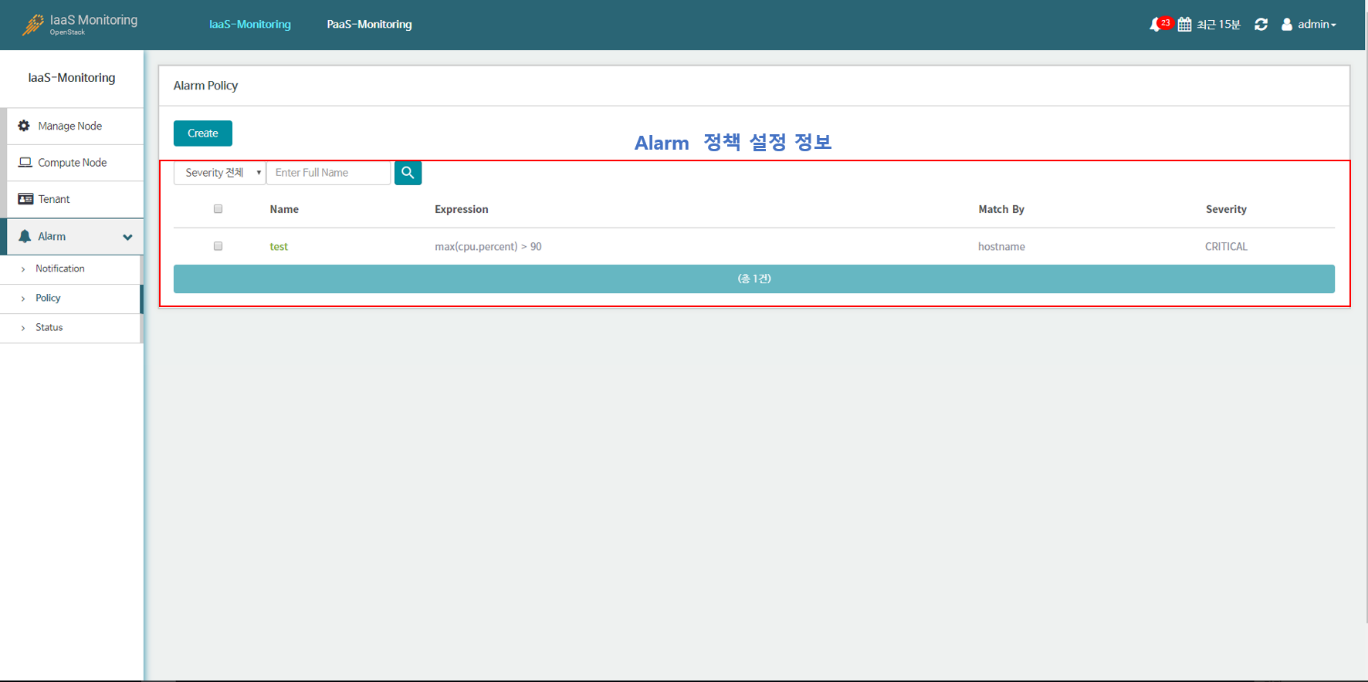 IaaS Monitoring
OpenStack
IaaS-Monitoring
PaaS-Monitoring
23
최근 15분
admin
IaaS-Monitoring
Manage Node
Compute Node
Tenant
Alarm
Notification
Policy
Status
Alarm Policy
Create
Alarm 정책 설정 정보
Severity 전체
Enter Full Name
Name Expression Match By Severity
test max(cpu.percent) > 90 hostname CRITICAL
(총 1건)